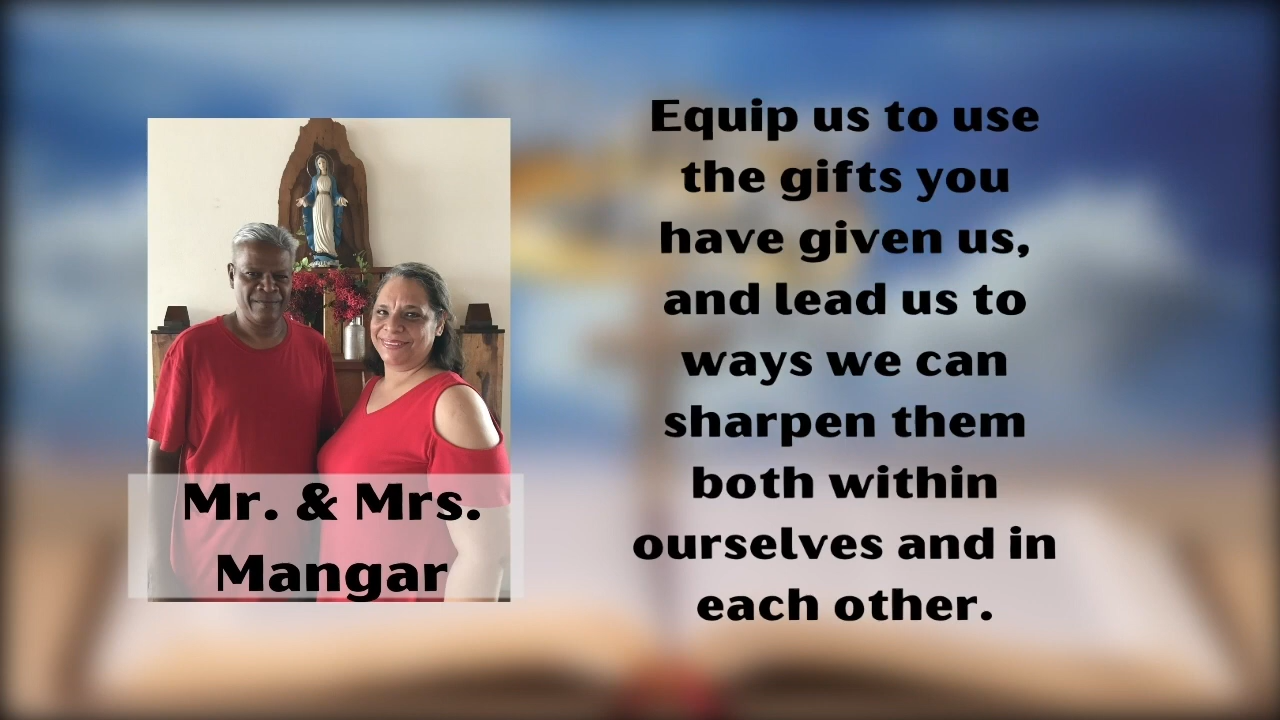 Mr. & Mrs.
Mangar
Equip us to use
the gifts you
have given us,
and lead us to
ways we can
sharpen them
both within
ourselves and in
each other.